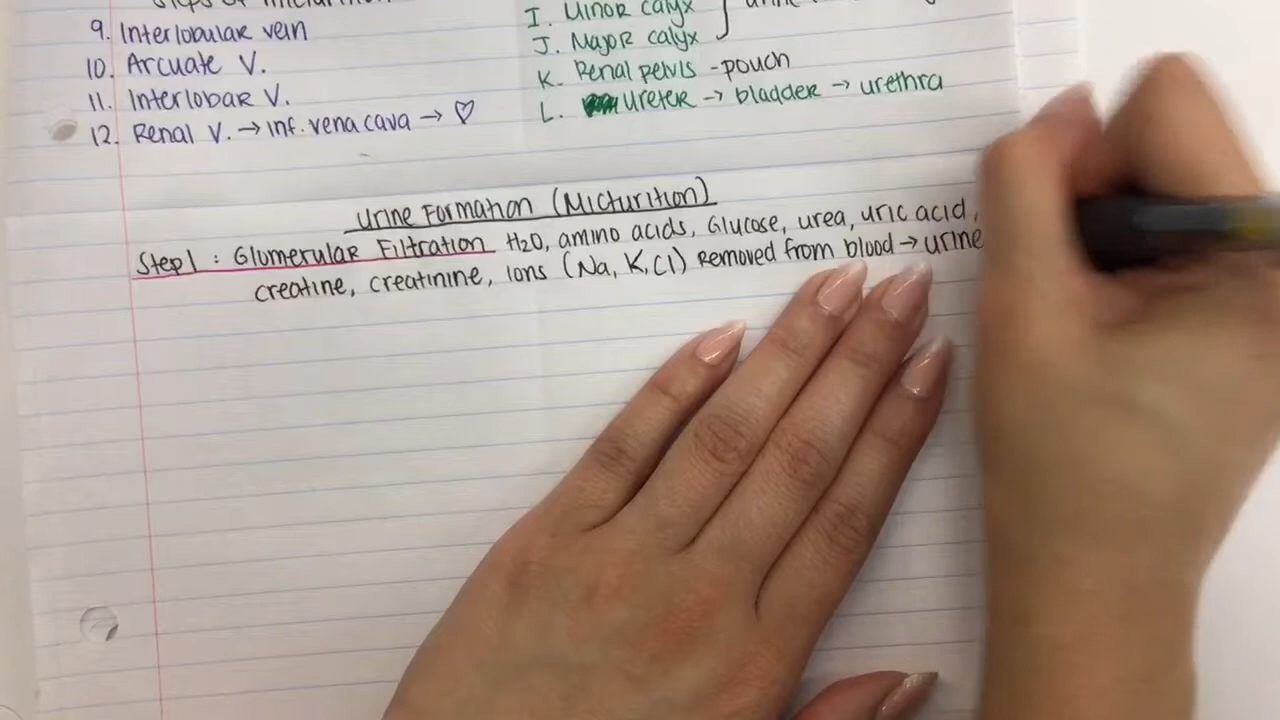 9. Interlobular vein
10. Arcuate V.
11. Interlobar V.
12. Renal V. → inf. vena cava → ♡
I. Minor calyx
J. Major calyx
K. Renal pelvis - pouch
L. ureter → bladder → urethra
Urine Formation (Micturition)
Step 1 : Glomerular Filtration H2O, amino acids, Glucose, urea, uric acid,
creatine, creatinine, ions (Na, K, Cl) Removed from blood → urine